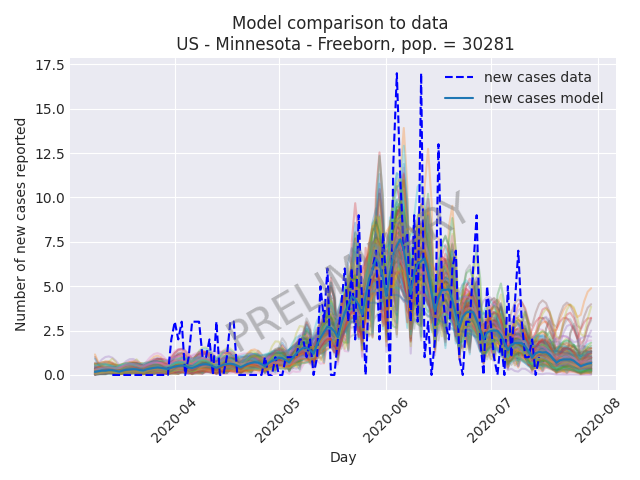 Model comparison to data
US - Minnesota - Freeborn, pop. = 30281
17.5
15.0
12.5
10.0
7.5
5.0
2.5
0.0
Number of new cases reported
new cases data
new cases model
PRELIMINARY
2020-04
2020-05
2020-06
2020-07
2020-08
Day